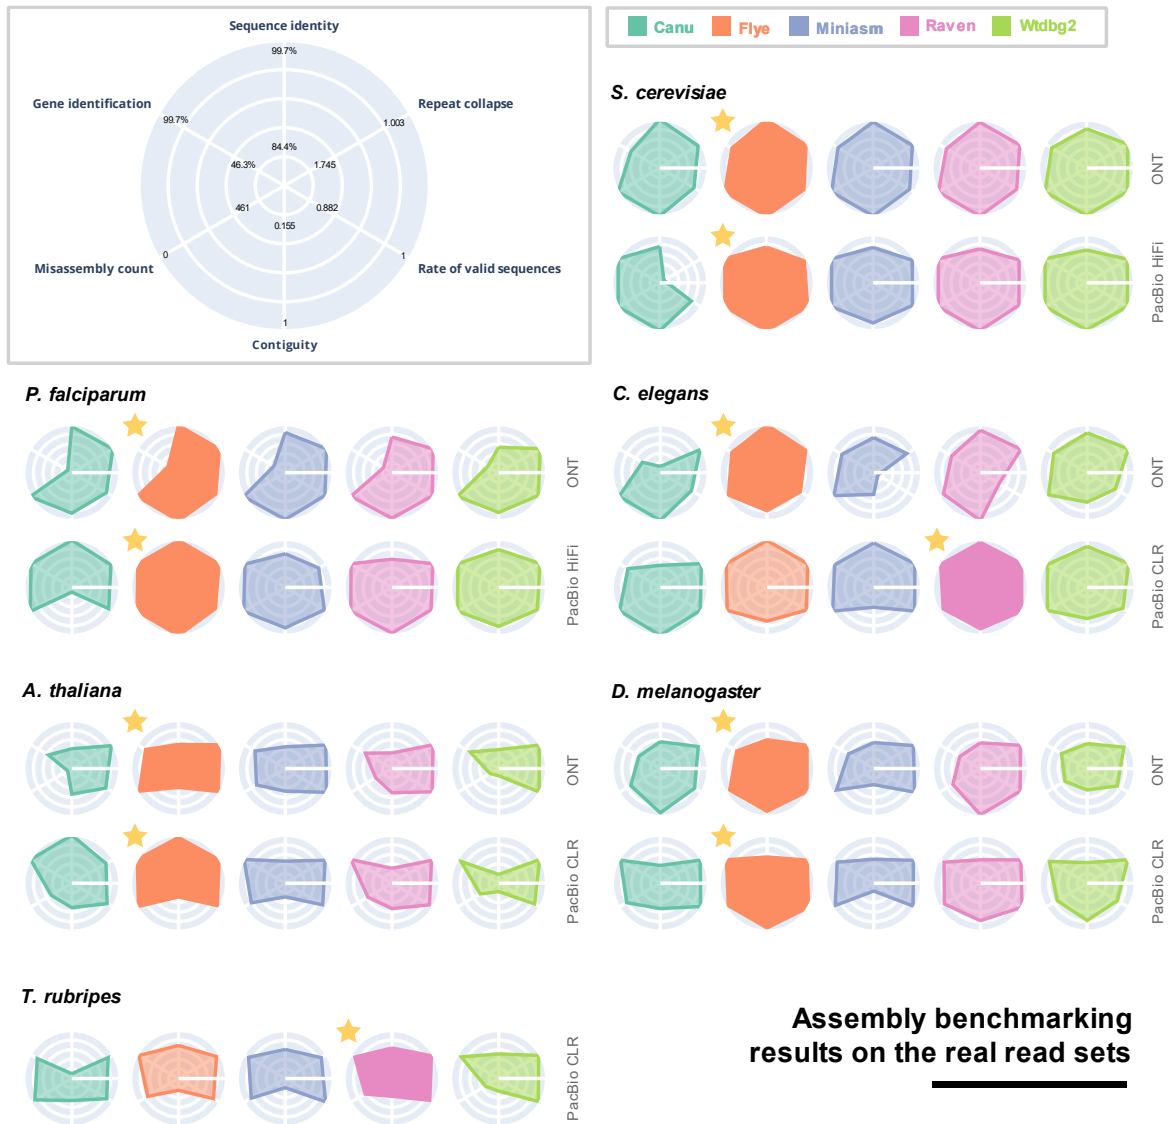 Sequence identity
99.7%
Gene identification
Repeat collapse
99.7%
1.003
84.4%
46.3%
1.745
461
0.882
0.155
0
1
Misassembly count
Rate of valid sequences
1
Contiguity
Canu Flye Miniasm Raven Wtdbg2
S. cerevisiae
ONT
PacBio HiFi
P. falciparum
ONT
PacBio HiFi
C. elegans
ONT
PacBio CLR
A. thaliana
ONT
PacBio CLR
D. melanogaster
ONT
PacBio CLR
T. rubripes
PacBio CLR
Assembly benchmarking
results on the real read sets